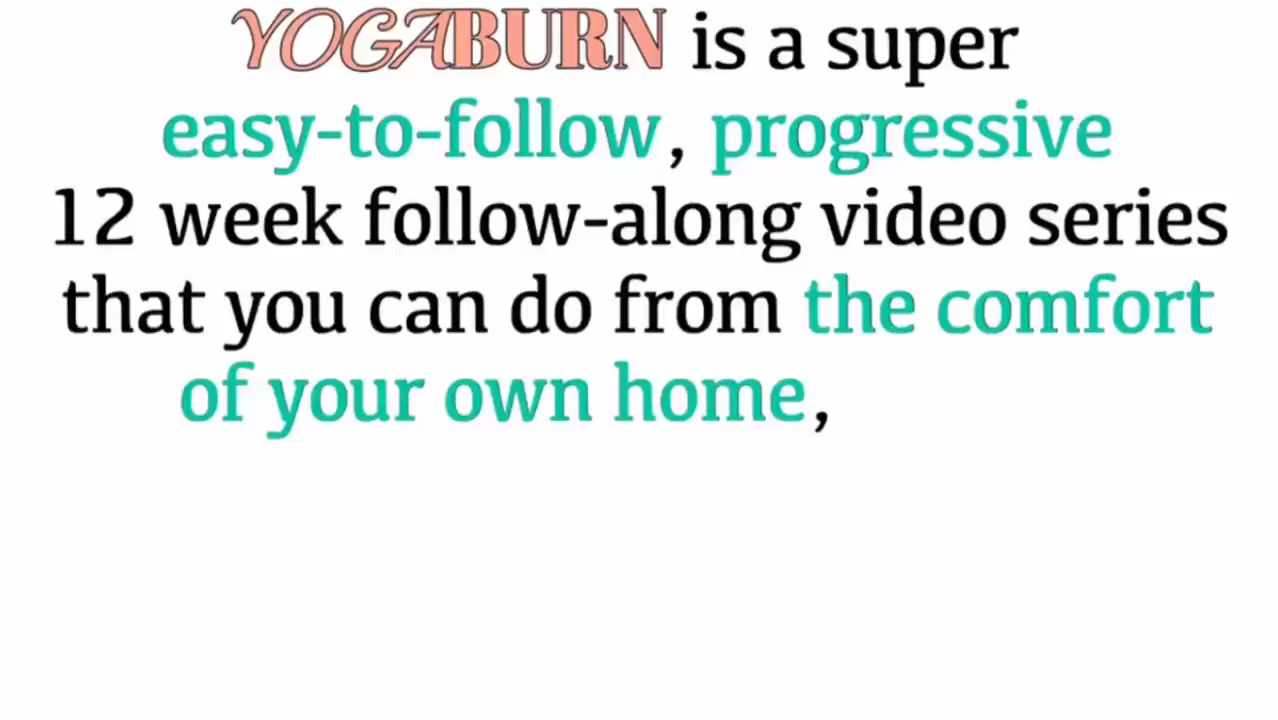 YOGABURN is a super
easy-to-follow, progressive
12 week follow-along video series
that you can do from the comfort
of your own home,